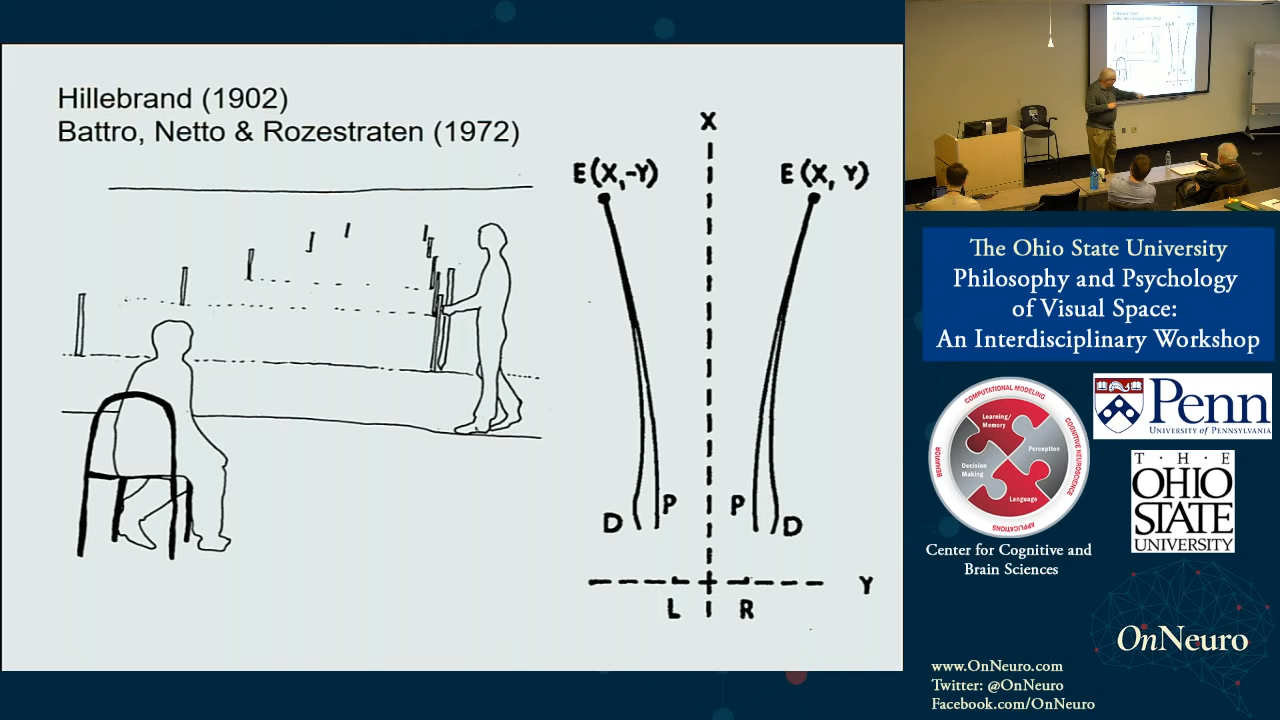 Hillebrand (1902)
Battro, Netto & Rozestraten (1972)
X
E(X,-Y)
E(X, Y)
D
P
P
D
Y
L
R
The Ohio State University
Philosophy and Psychology
of Visual Space:
An Interdisciplinary Workshop
COMPUTATIONAL MODELING
COGNITIVE NEUROSCIENCE
APPLICATIONS
BEHAVIOR
Learning/
Memory
Perception
Decision
Making
Language
Penn
UNIVERSITY OF PENNSYLVANIA
T · H · E
OHIO
STATE
UNIVERSITY
Center for Cognitive and
Brain Sciences
OnNeuro
www.OnNeuro.com
Twitter: @OnNeuro
Facebook.com/OnNeuro